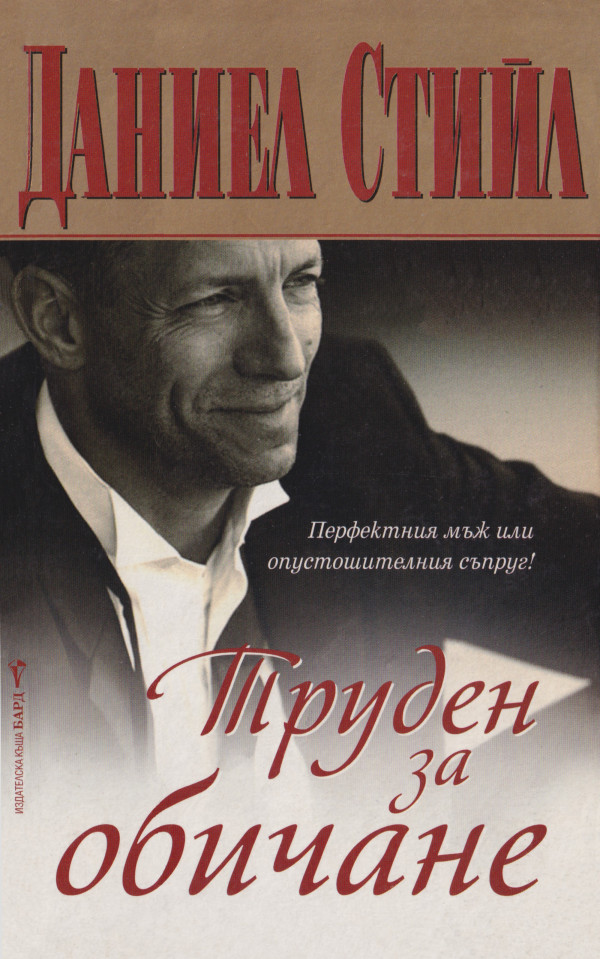 ДАНИЕЛ СТИЙЛ
Перфектния мъж или
опустошителния съпруг!
Труден
за
обичане
ИЗДАТЕЛСКА КЪЩА БАРД